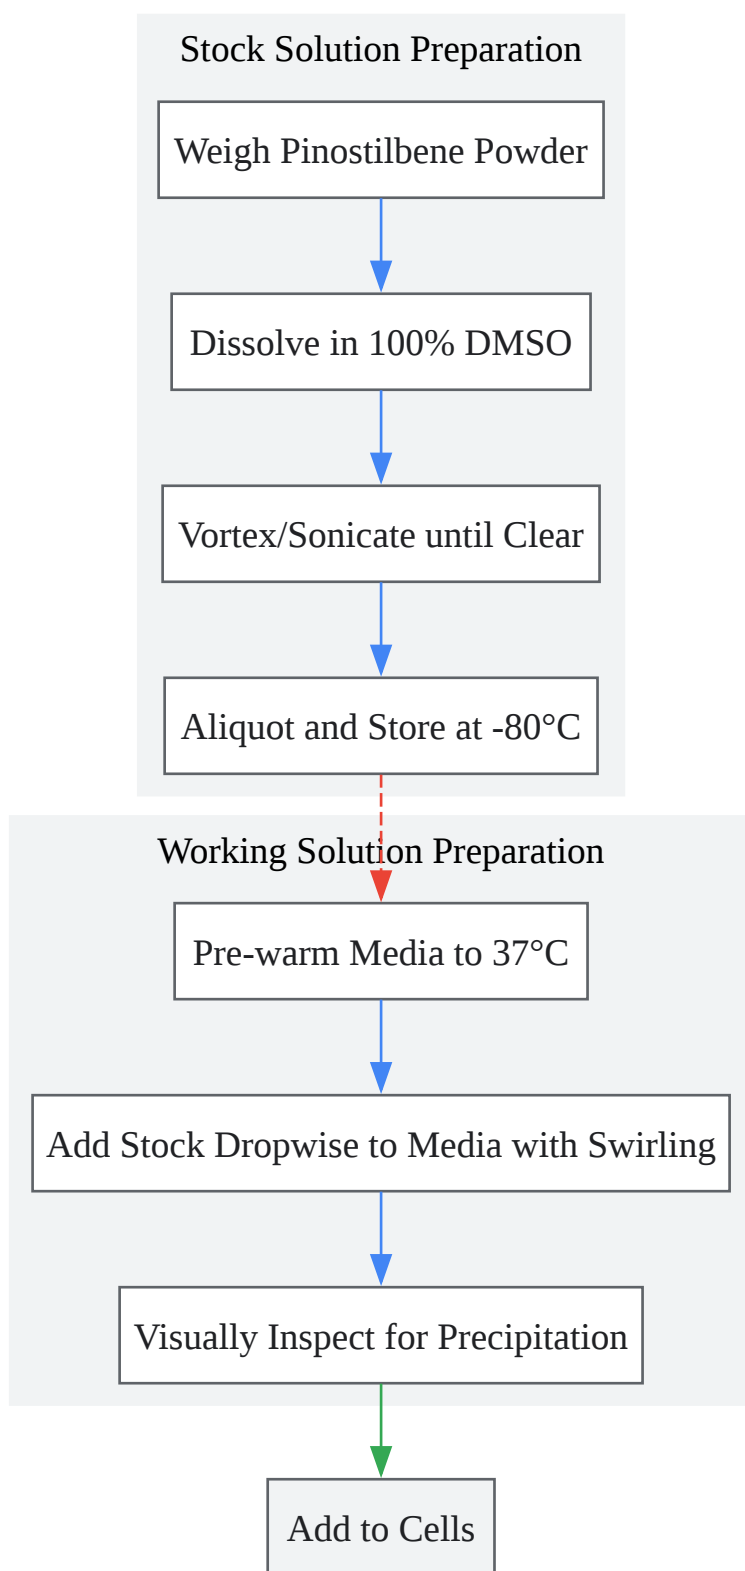 Stock Solution Preparation
Weigh Pinostilbene Powder
Dissolve in 100% DMSO
Vortex/Sonicate until Clear
Aliquot and Store at -80°C
Working Solution Preparation
Pre-warm Media to 37°C
Add Stock Dropwise to Media with Swirling
Visually Inspect for Precipitation
Add to Cells